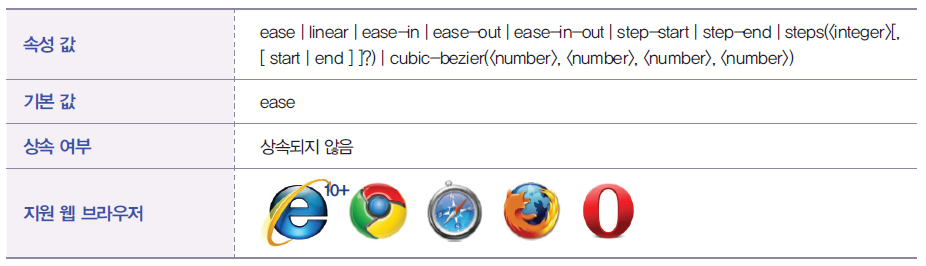 속성 값
ease | linear | ease-in | ease-out | ease-in-out | step-start | step-end | steps(⟨integer⟩[,
[ start | end ] ]?) | cubic-bezier(⟨number⟩, ⟨number⟩, ⟨number⟩, ⟨number⟩)
기본 값
ease
상속 여부
상속되지 않음
지원 웹 브라우저
10+